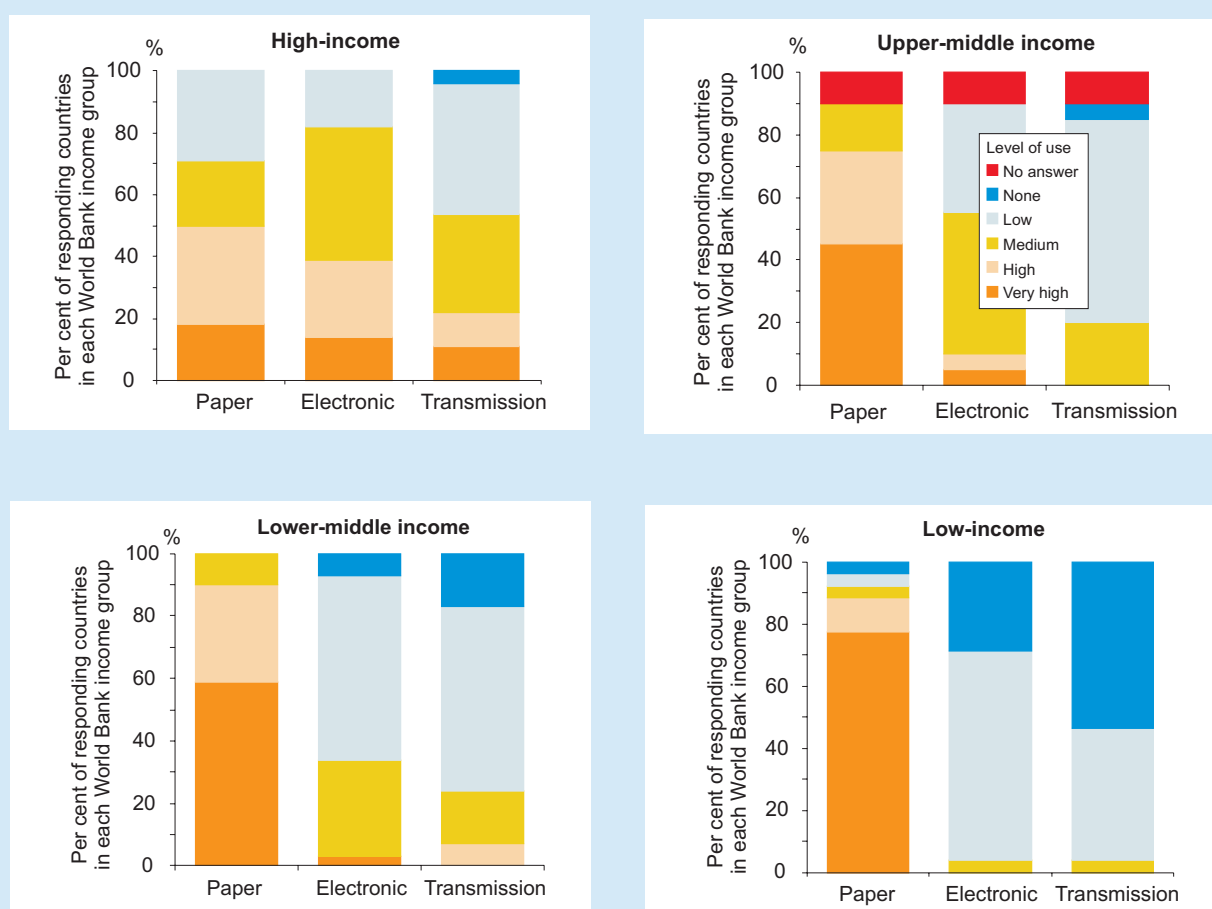 High-income
%
Per cent of responding countries
in each World Bank income group
100
80
60
40
20
0
Paper
Electronic
Transmission
Upper-middle income
%
Per cent of responding countries
in each World Bank income group
100
80
60
40
20
0
Level of use
No answer
None
Low
Medium
High
Very high
Paper
Electronic
Transmission
Lower-middle income
%
Per cent of responding countries
in each World Bank income group
100
80
60
40
20
0
Paper
Electronic
Transmission
Low-income
%
Per cent of responding countries
in each World Bank income group
100
80
60
40
20
0
Paper
Electronic
Transmission